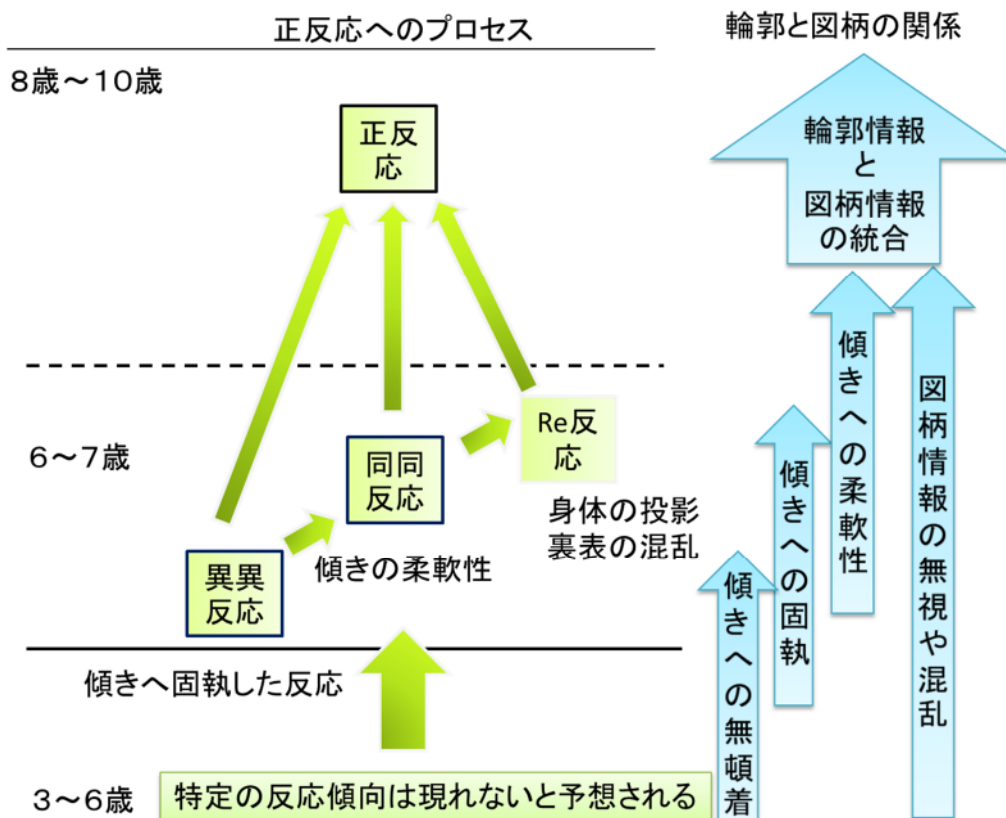 正反応へのプロセス
輪郭と図柄の関係
8歳〜10歳
正反
応
輪郭情報
と
図柄情報
の統合
6〜7歳
Re反
応
同同
反応
身体の投影
裏表の混乱
異異
反応
傾きの柔軟性
傾きへ固執した反応
3〜6歳
特定の反応傾向は現れないと予想される
傾きへの無頓着
傾きへの固執
傾きへの柔軟性
図柄情報の無視や混乱